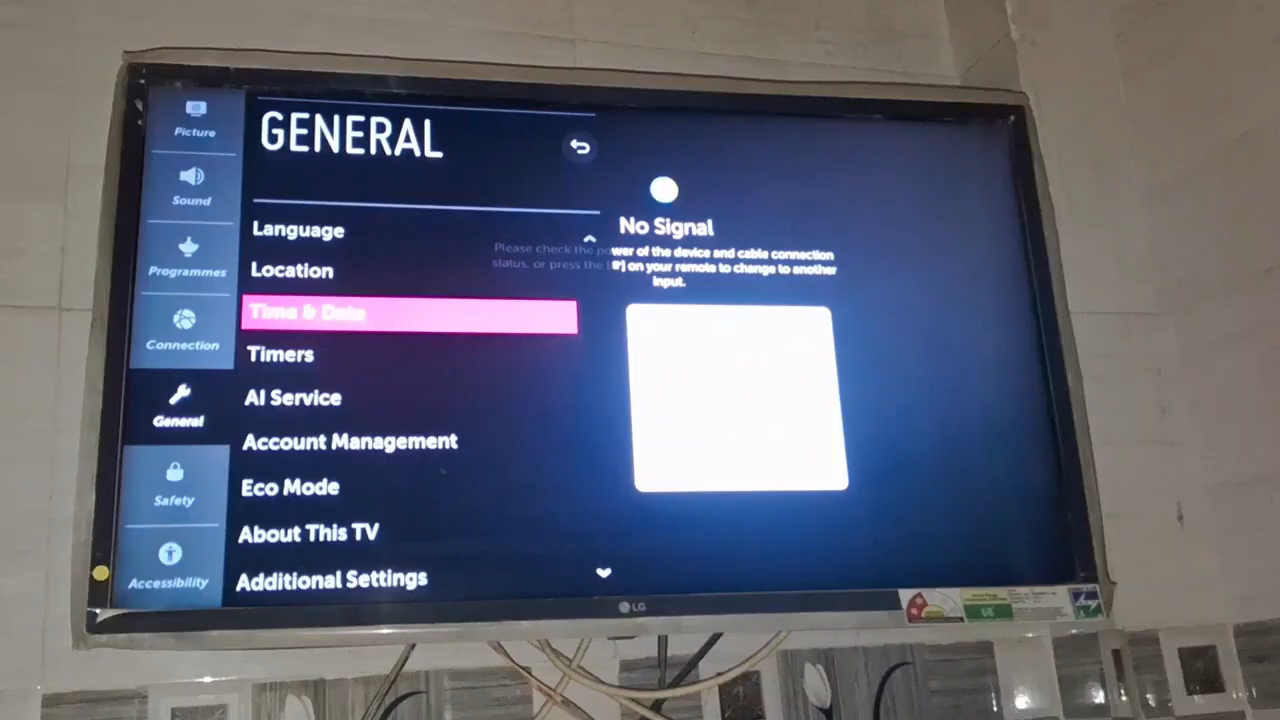 Picture
Sound
Programmes
Connection
General
Safety
Accessibility
GENERAL
Language
Location
Time & Date
Timers
AI Service
Account Management
Eco Mode
About This TV
Additional Settings
No Signal
Please check the power of the device and cable connection
status, or press the [ ] on your remote to change to another
input.
LG